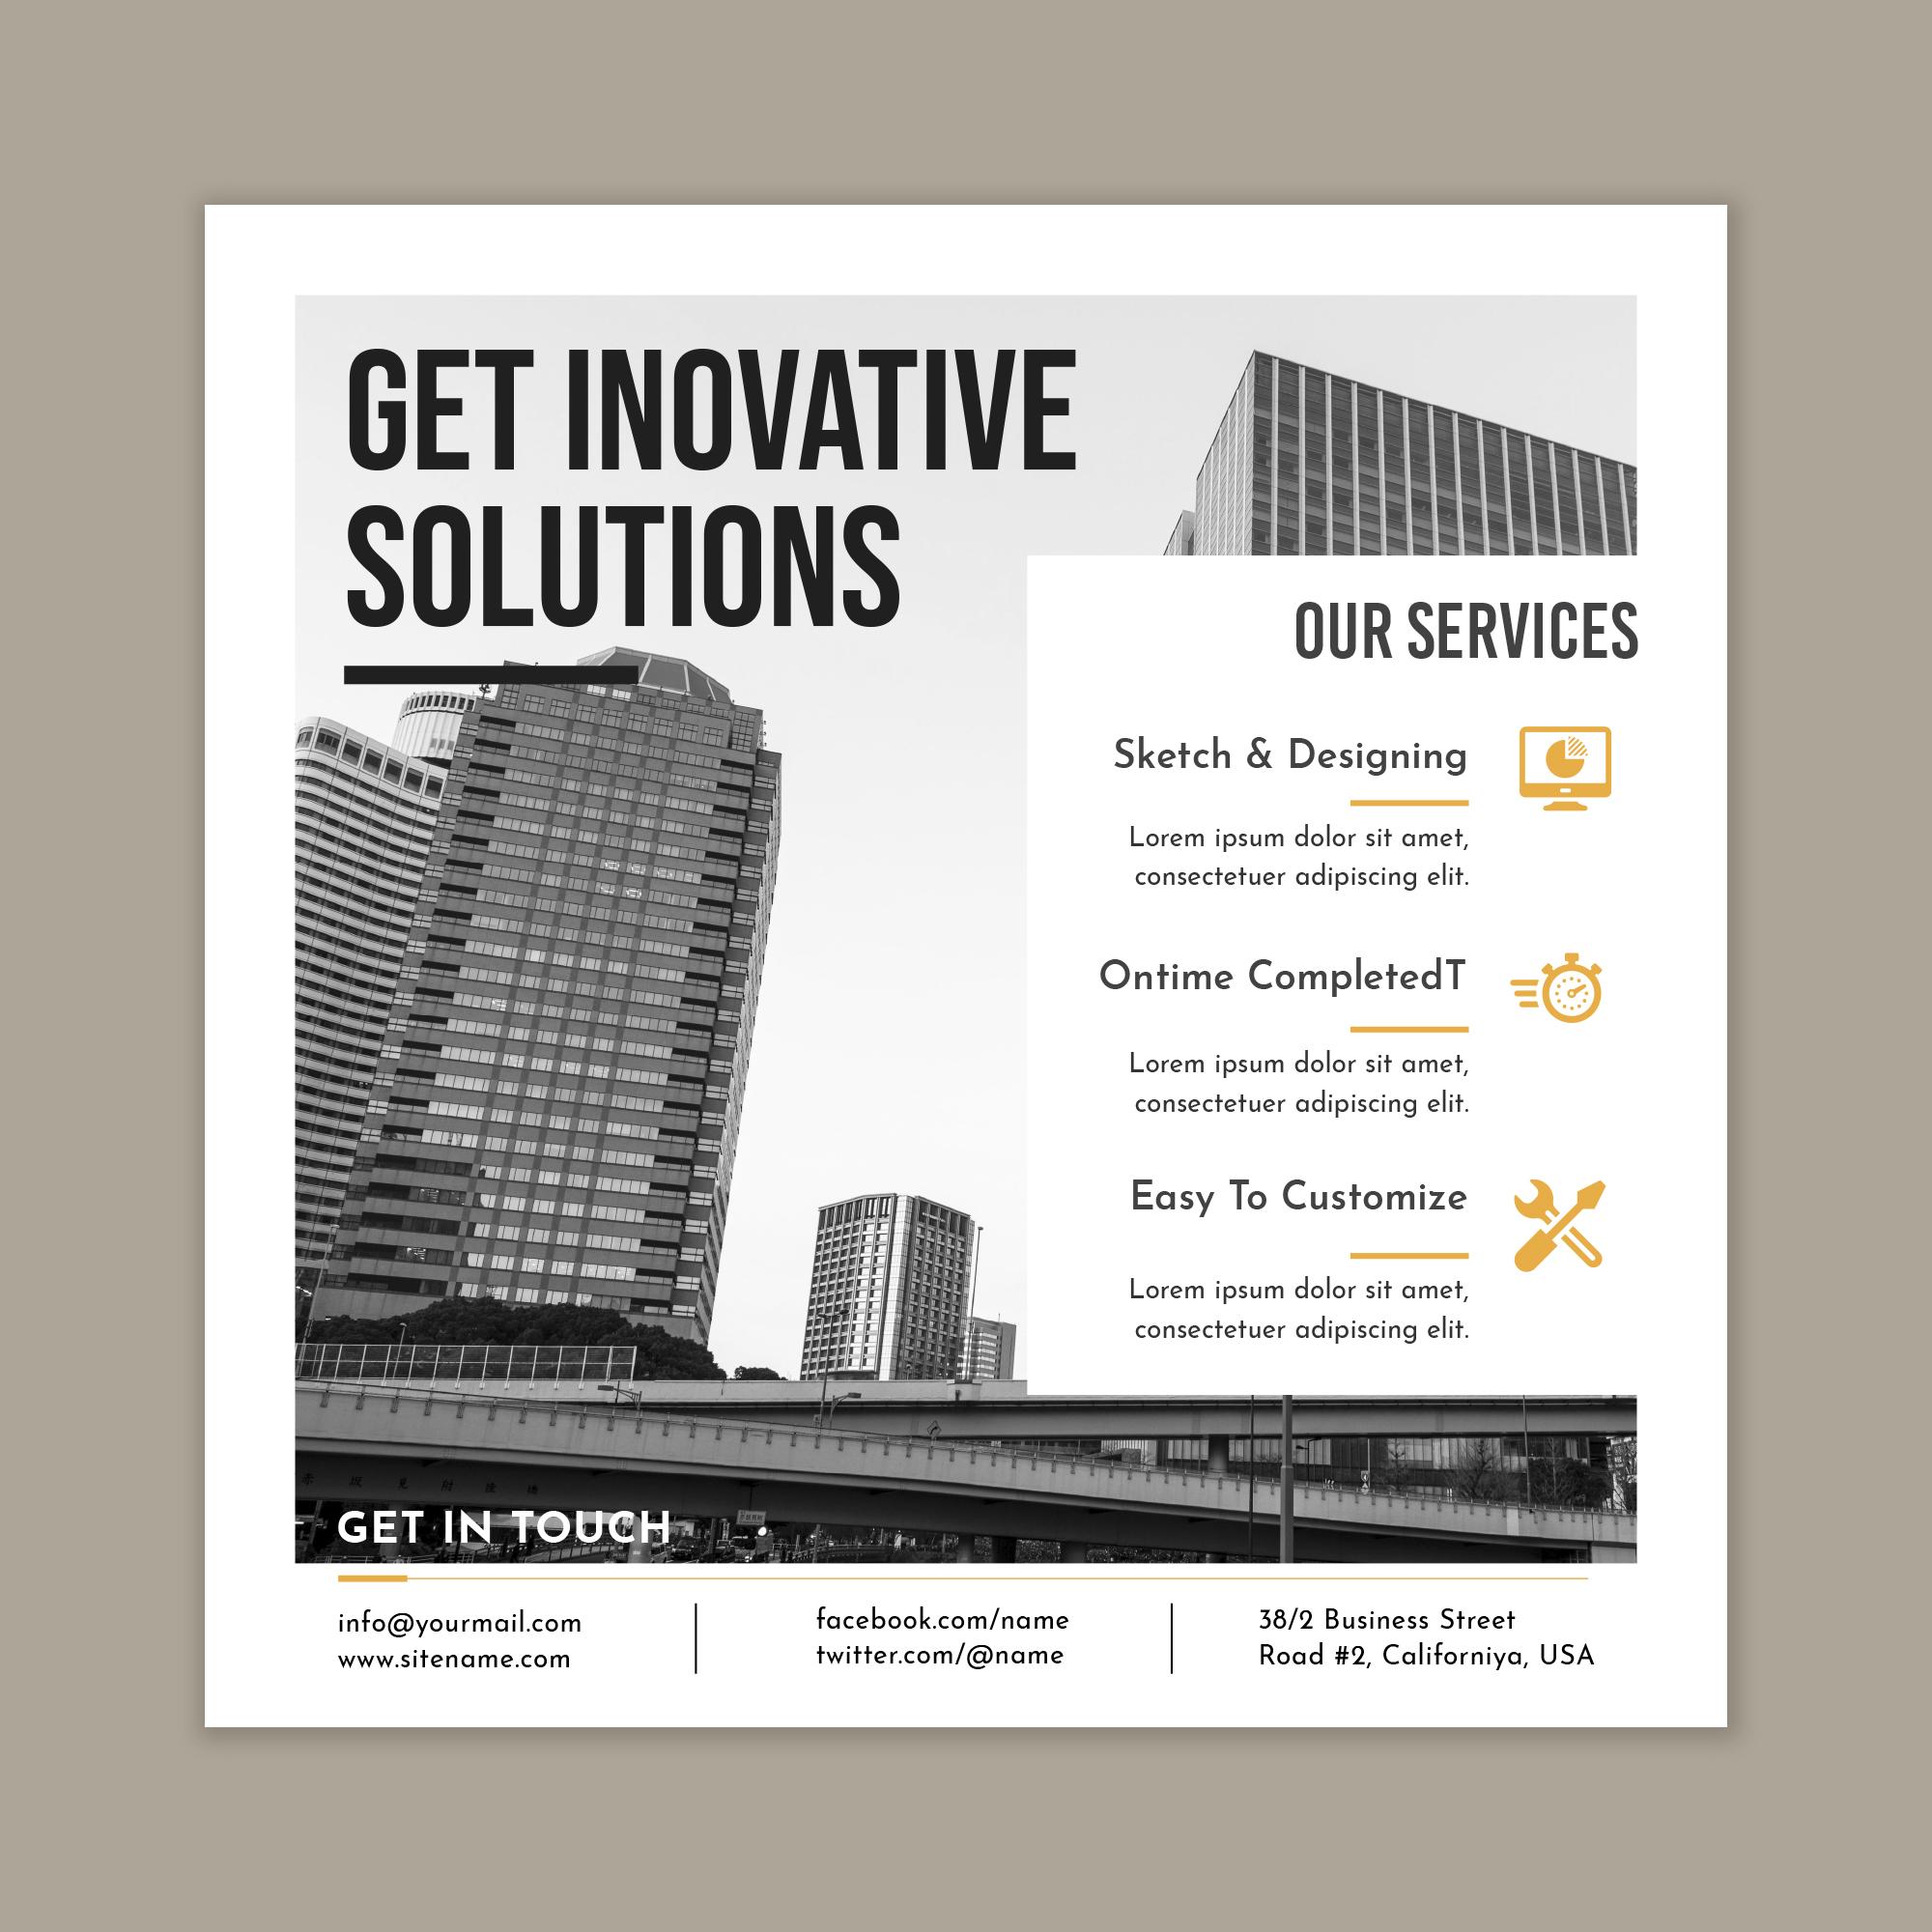 GET INOVATIVE
SOLUTIONS
OUR SERVICES
Sketch & Designing
Lorem ipsum dolor sit amet,
consectetuer adipiscing elit.
Ontime CompletedT
Lorem ipsum dolor sit amet,
consectetuer adipiscing elit.
Easy To Customize
Lorem ipsum dolor sit amet,
consectetuer adipiscing elit.
GET IN TOUCH
info@yourmail.com
www.sitename.com
facebook.com/name
twitter.com/@name
38/2 Business Street
Road #2, Californiya, USA